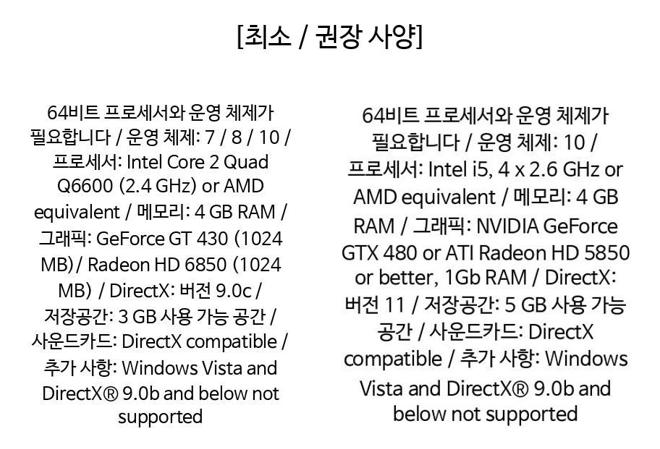 [최소 / 권장 사양]
64비트 프로세서와 운영 체제가
필요합니다 / 운영 체제: 7 / 8 / 10 /
프로세서: Intel Core 2 Quad
Q6600 (2.4 GHz) or AMD
equivalent / 메모리: 4 GB RAM /
그래픽: GeForce GT 430 (1024
MB)/ Radeon HD 6850 (1024
MB) / DirectX: 버전 9.0c /
저장공간: 3 GB 사용 가능 공간 /
사운드카드: DirectX compatible /
추가 사항: Windows Vista and
DirectX® 9.0b and below not
supported
64비트 프로세서와 운영 체제가
필요합니다 / 운영 체제: 10 /
프로세서: Intel i5, 4 x 2.6 GHz or
AMD equivalent / 메모리: 4 GB
RAM / 그래픽: NVIDIA GeForce
GTX 480 or ATI Radeon HD 5850
or better, 1Gb RAM / DirectX:
버전 11 / 저장공간: 5 GB 사용 가능
공간 / 사운드카드: DirectX
compatible / 추가 사항: Windows
Vista and DirectX® 9.0b and
below not supported